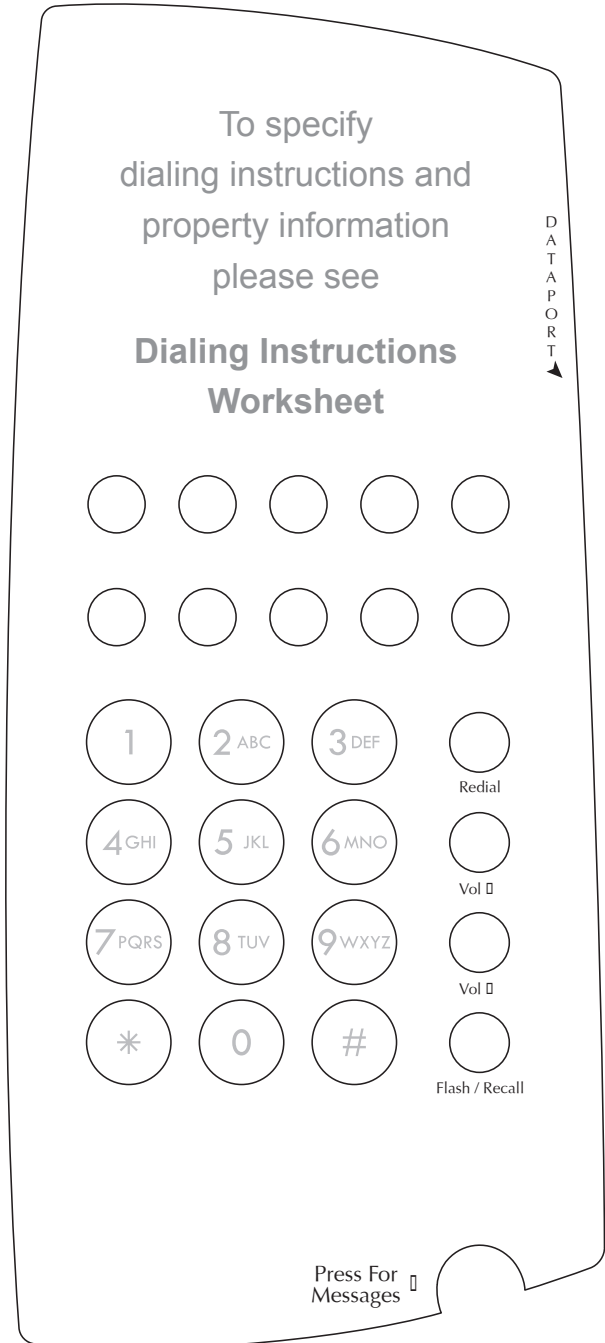 To specify
dialing instructions and
property information
please see
Dialing Instructions
Worksheet
DATAPORT
1
2 ABC
3 DEF
Redial
4 GHI
5 JKL
6 MNO
Vol
7 PQRS
8 TUV
9 WXYZ
Vol
*
0
#
Flash / Recall
Press For
Messages